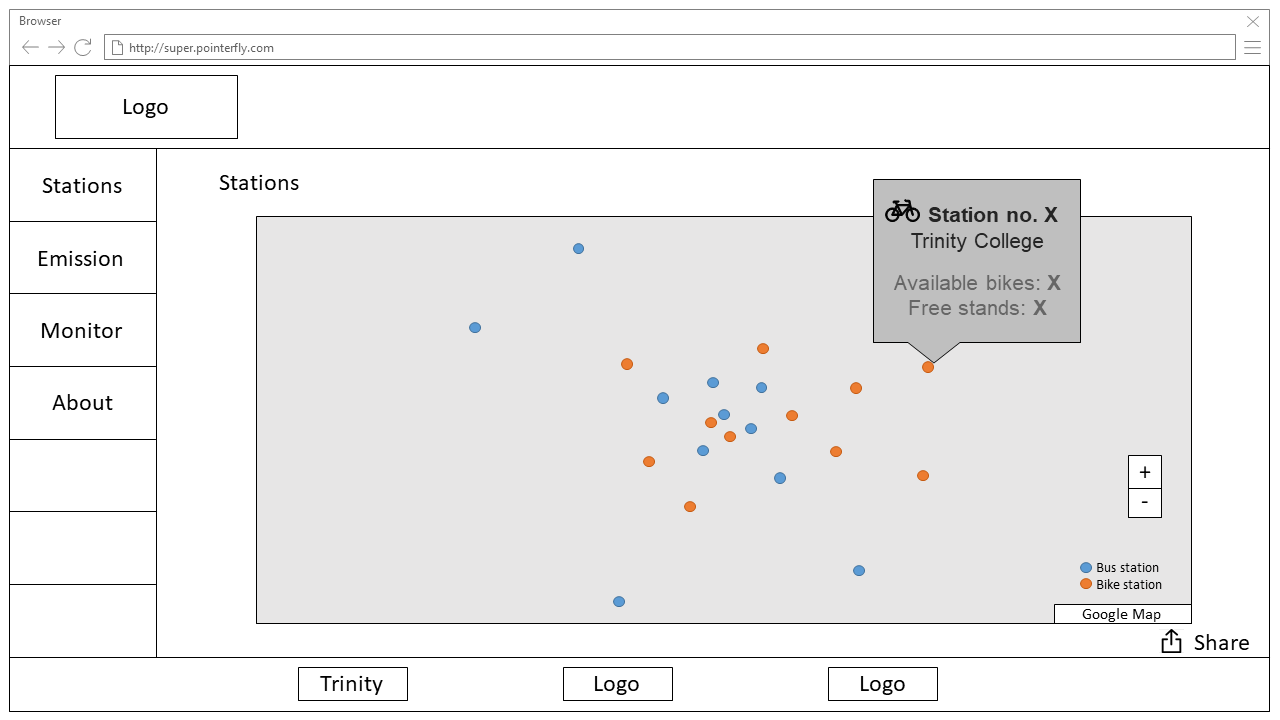 Browser
http://super.pointerfly.com
Logo
Stations
Emission
Monitor
About
Stations
Station no. X
Trinity College
Available bikes: X
Free stands: X
+
-
Bus station
Bike station
Google Map
Share
Trinity
Logo
Logo